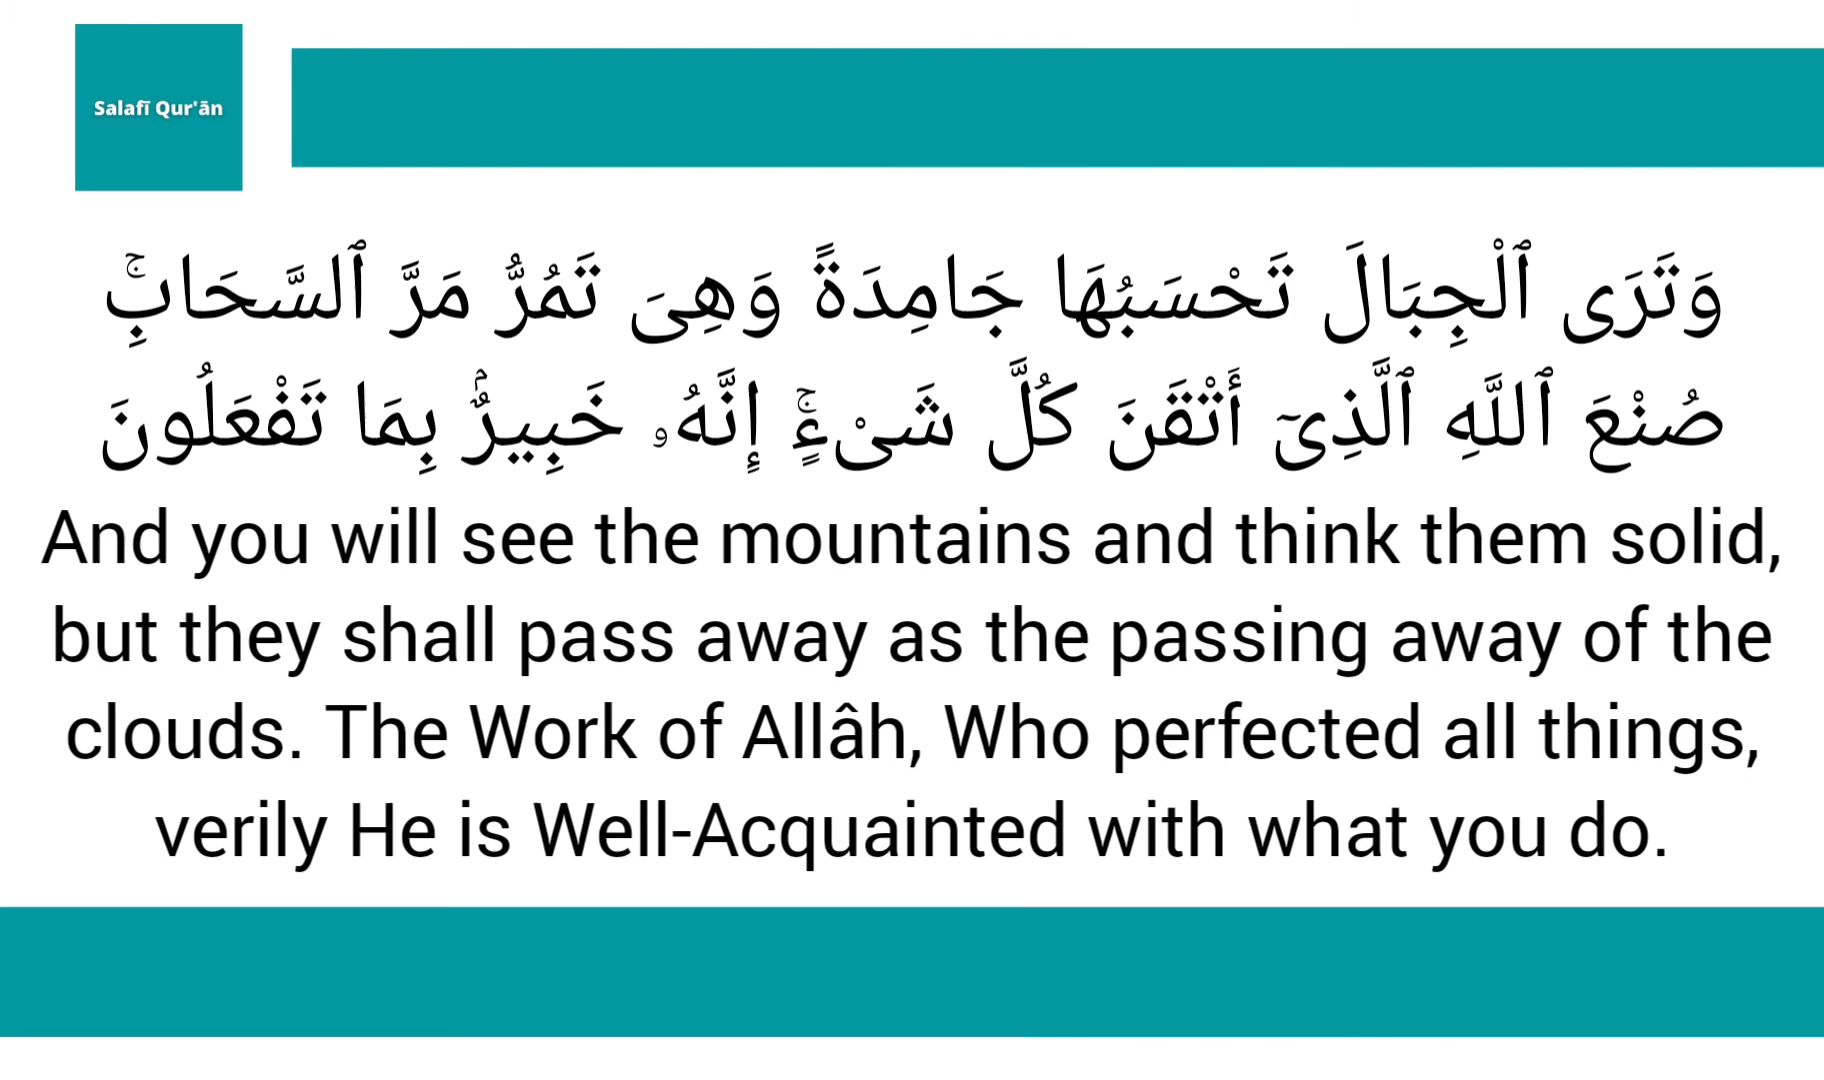 Salafī Qur'ān
وَتَرَى ٱلْجِبَالَ تَحْسَبُهَا جَامِدَةً وَهِىَ تَمُرُّ مَرَّ ٱلسَّحَابِۚ
صُنْعَ ٱللَّهِ ٱلَّذِىٓ أَتْقَنَ كُلَّ شَىْءٍۚ إِنَّهُۥ خَبِيرٌۢ بِمَا تَفْعَلُونَ
And you will see the mountains and think them solid,
but they shall pass away as the passing away of the
clouds. The Work of Allâh, Who perfected all things,
verily He is Well-Acquainted with what you do.